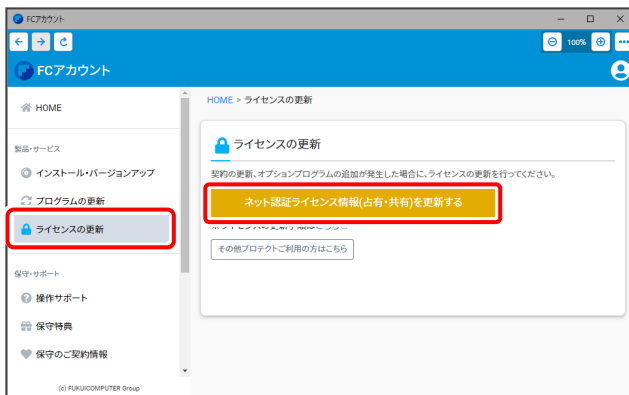 FCアカウント
100%
FCアカウント
HOME
製品・サービス
インストール・バージョンアップ
プログラムの更新
ライセンスの更新
保守・サポート
操作サポート
保守特典
保守のご契約情報
(c) FUKUICOMPUTER Group
HOME > ライセンスの更新
ライセンスの更新
契約の更新、オプションプログラムの追加が発生した場合に、ライセンスの更新を行ってください。
ネット認証ライセンス情報(占有・共有)を更新する
その他プロテクトご利用の方はこちら